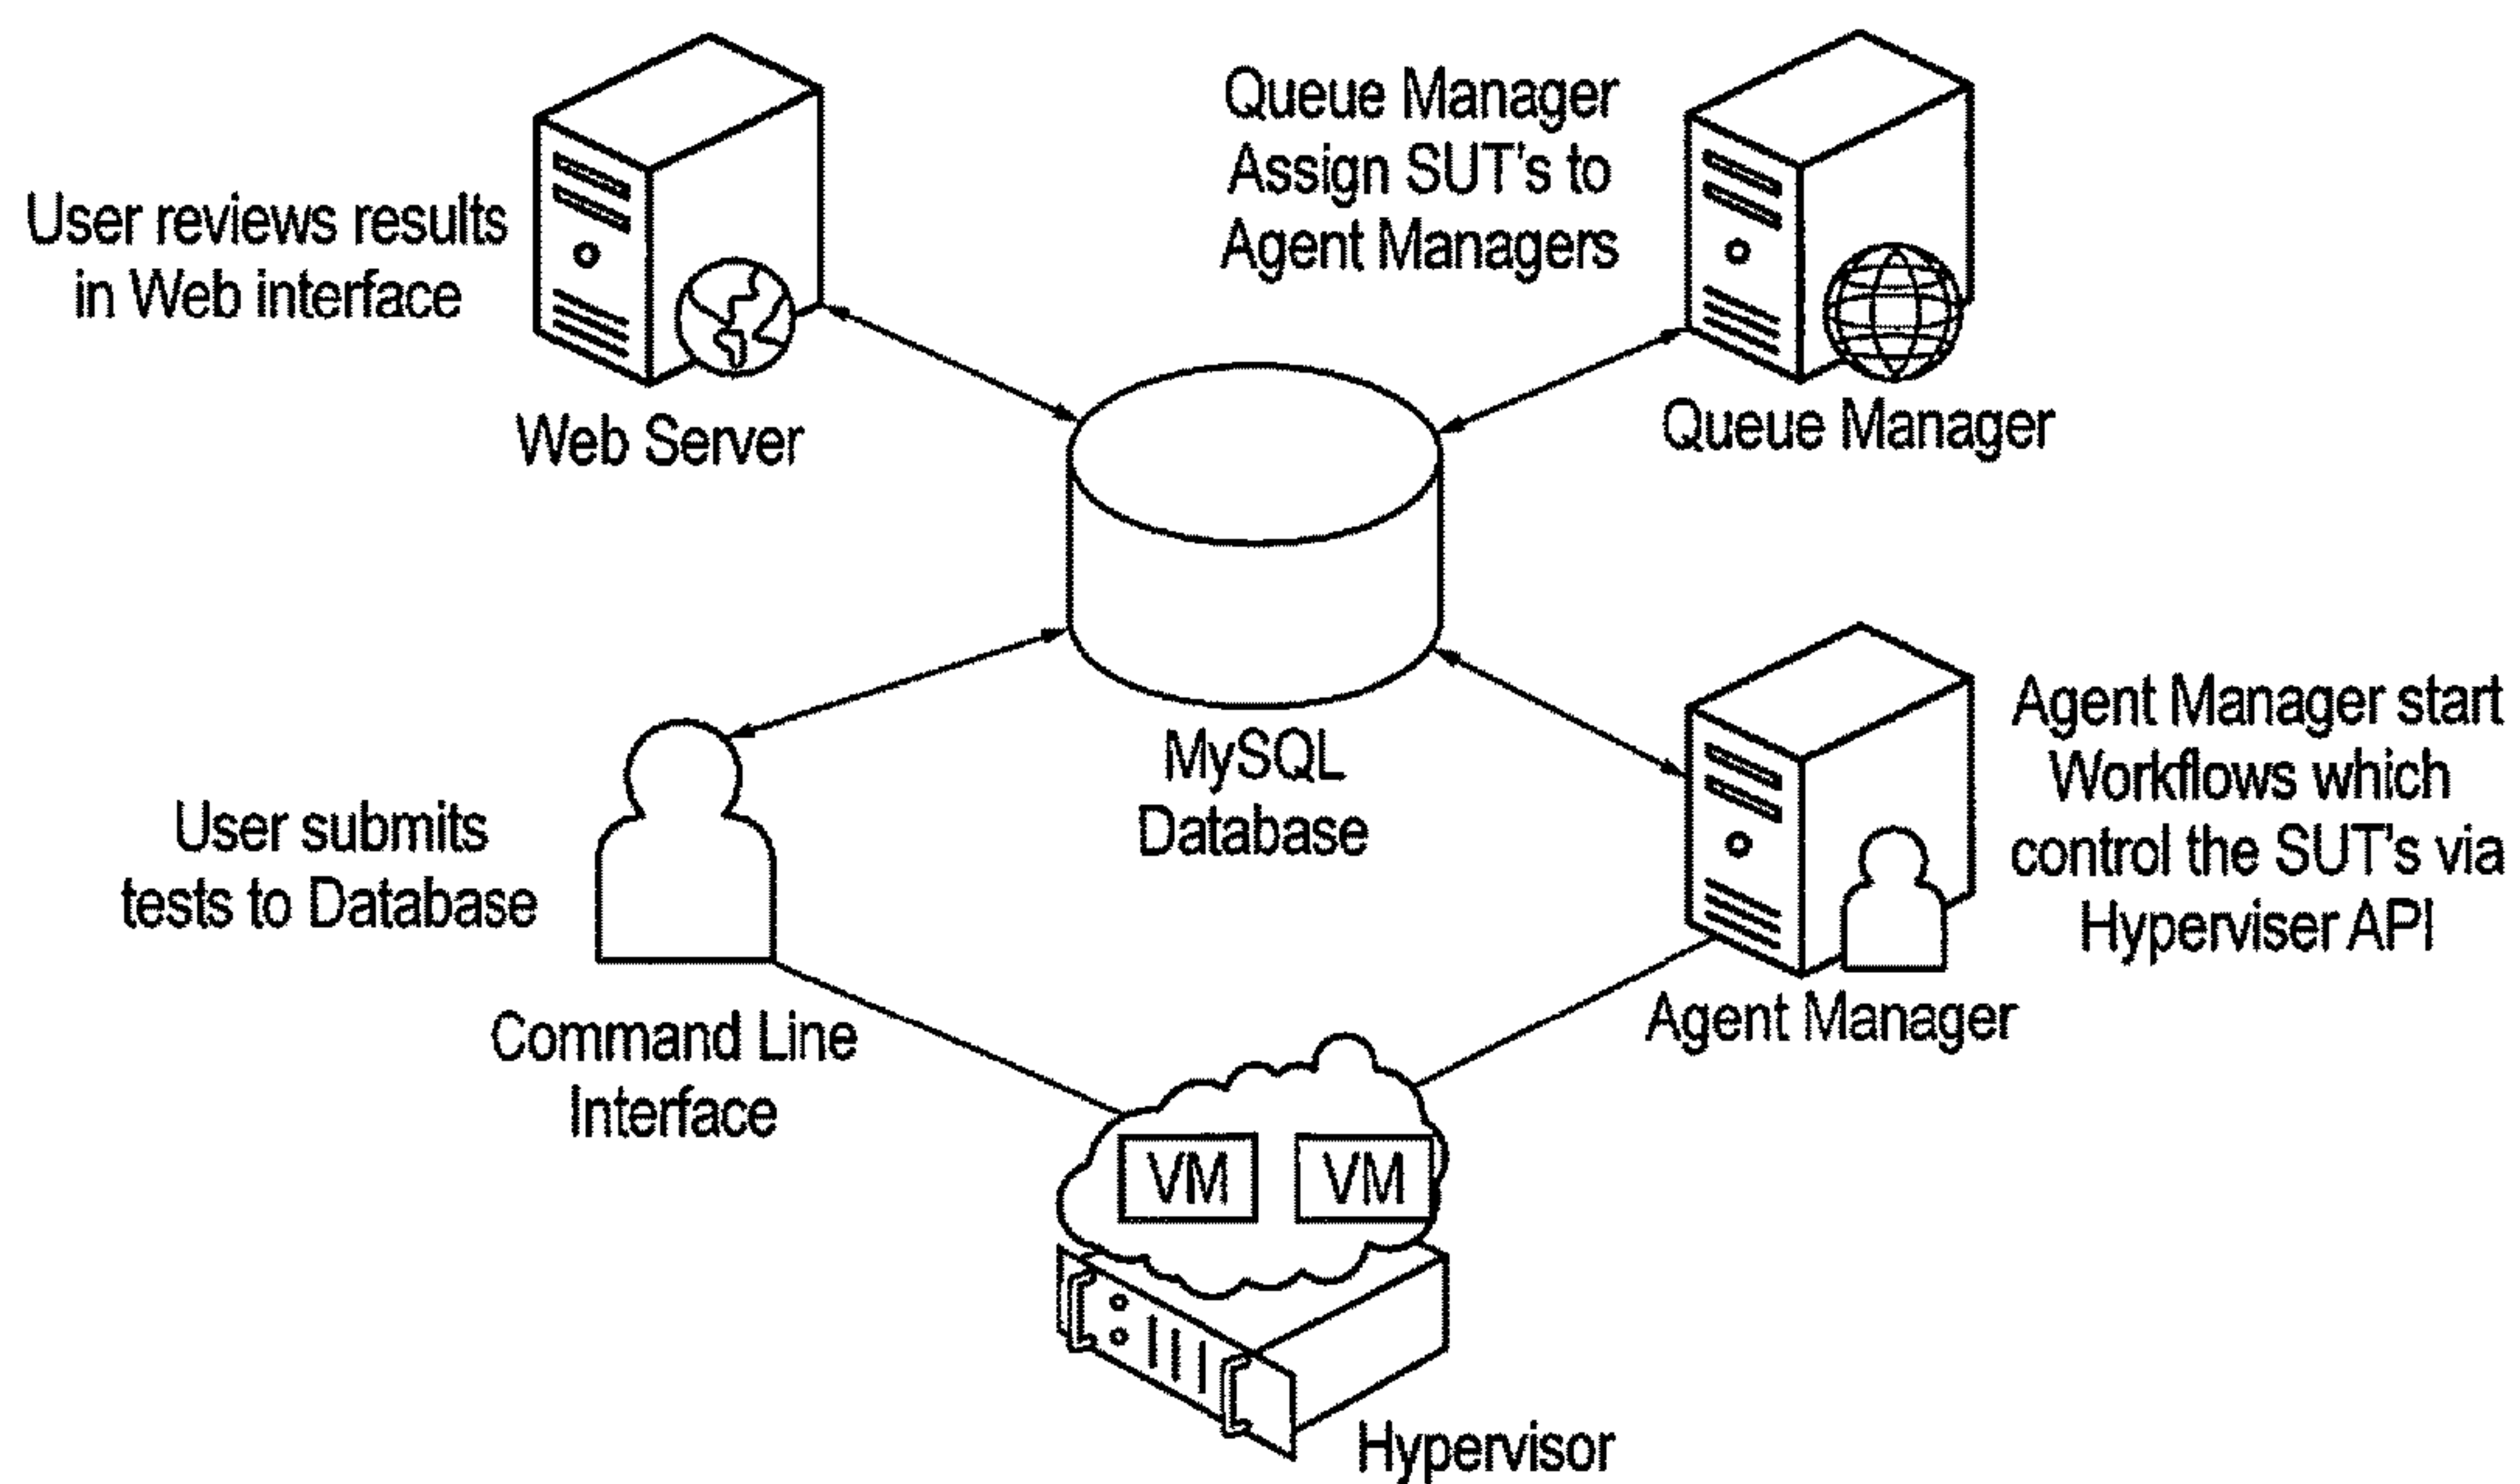 User reviews results
in Web interface
Web Server
Queue Manager
Assign SUT's to
Agent Managers
Queue Manager
MySQL
Database
User submits
tests to Database
Command Line
Interface
Agent Manager start
Workflows which
control the SUT's via
Hyperviser API
Agent Manager
VM VM
Hypervisor